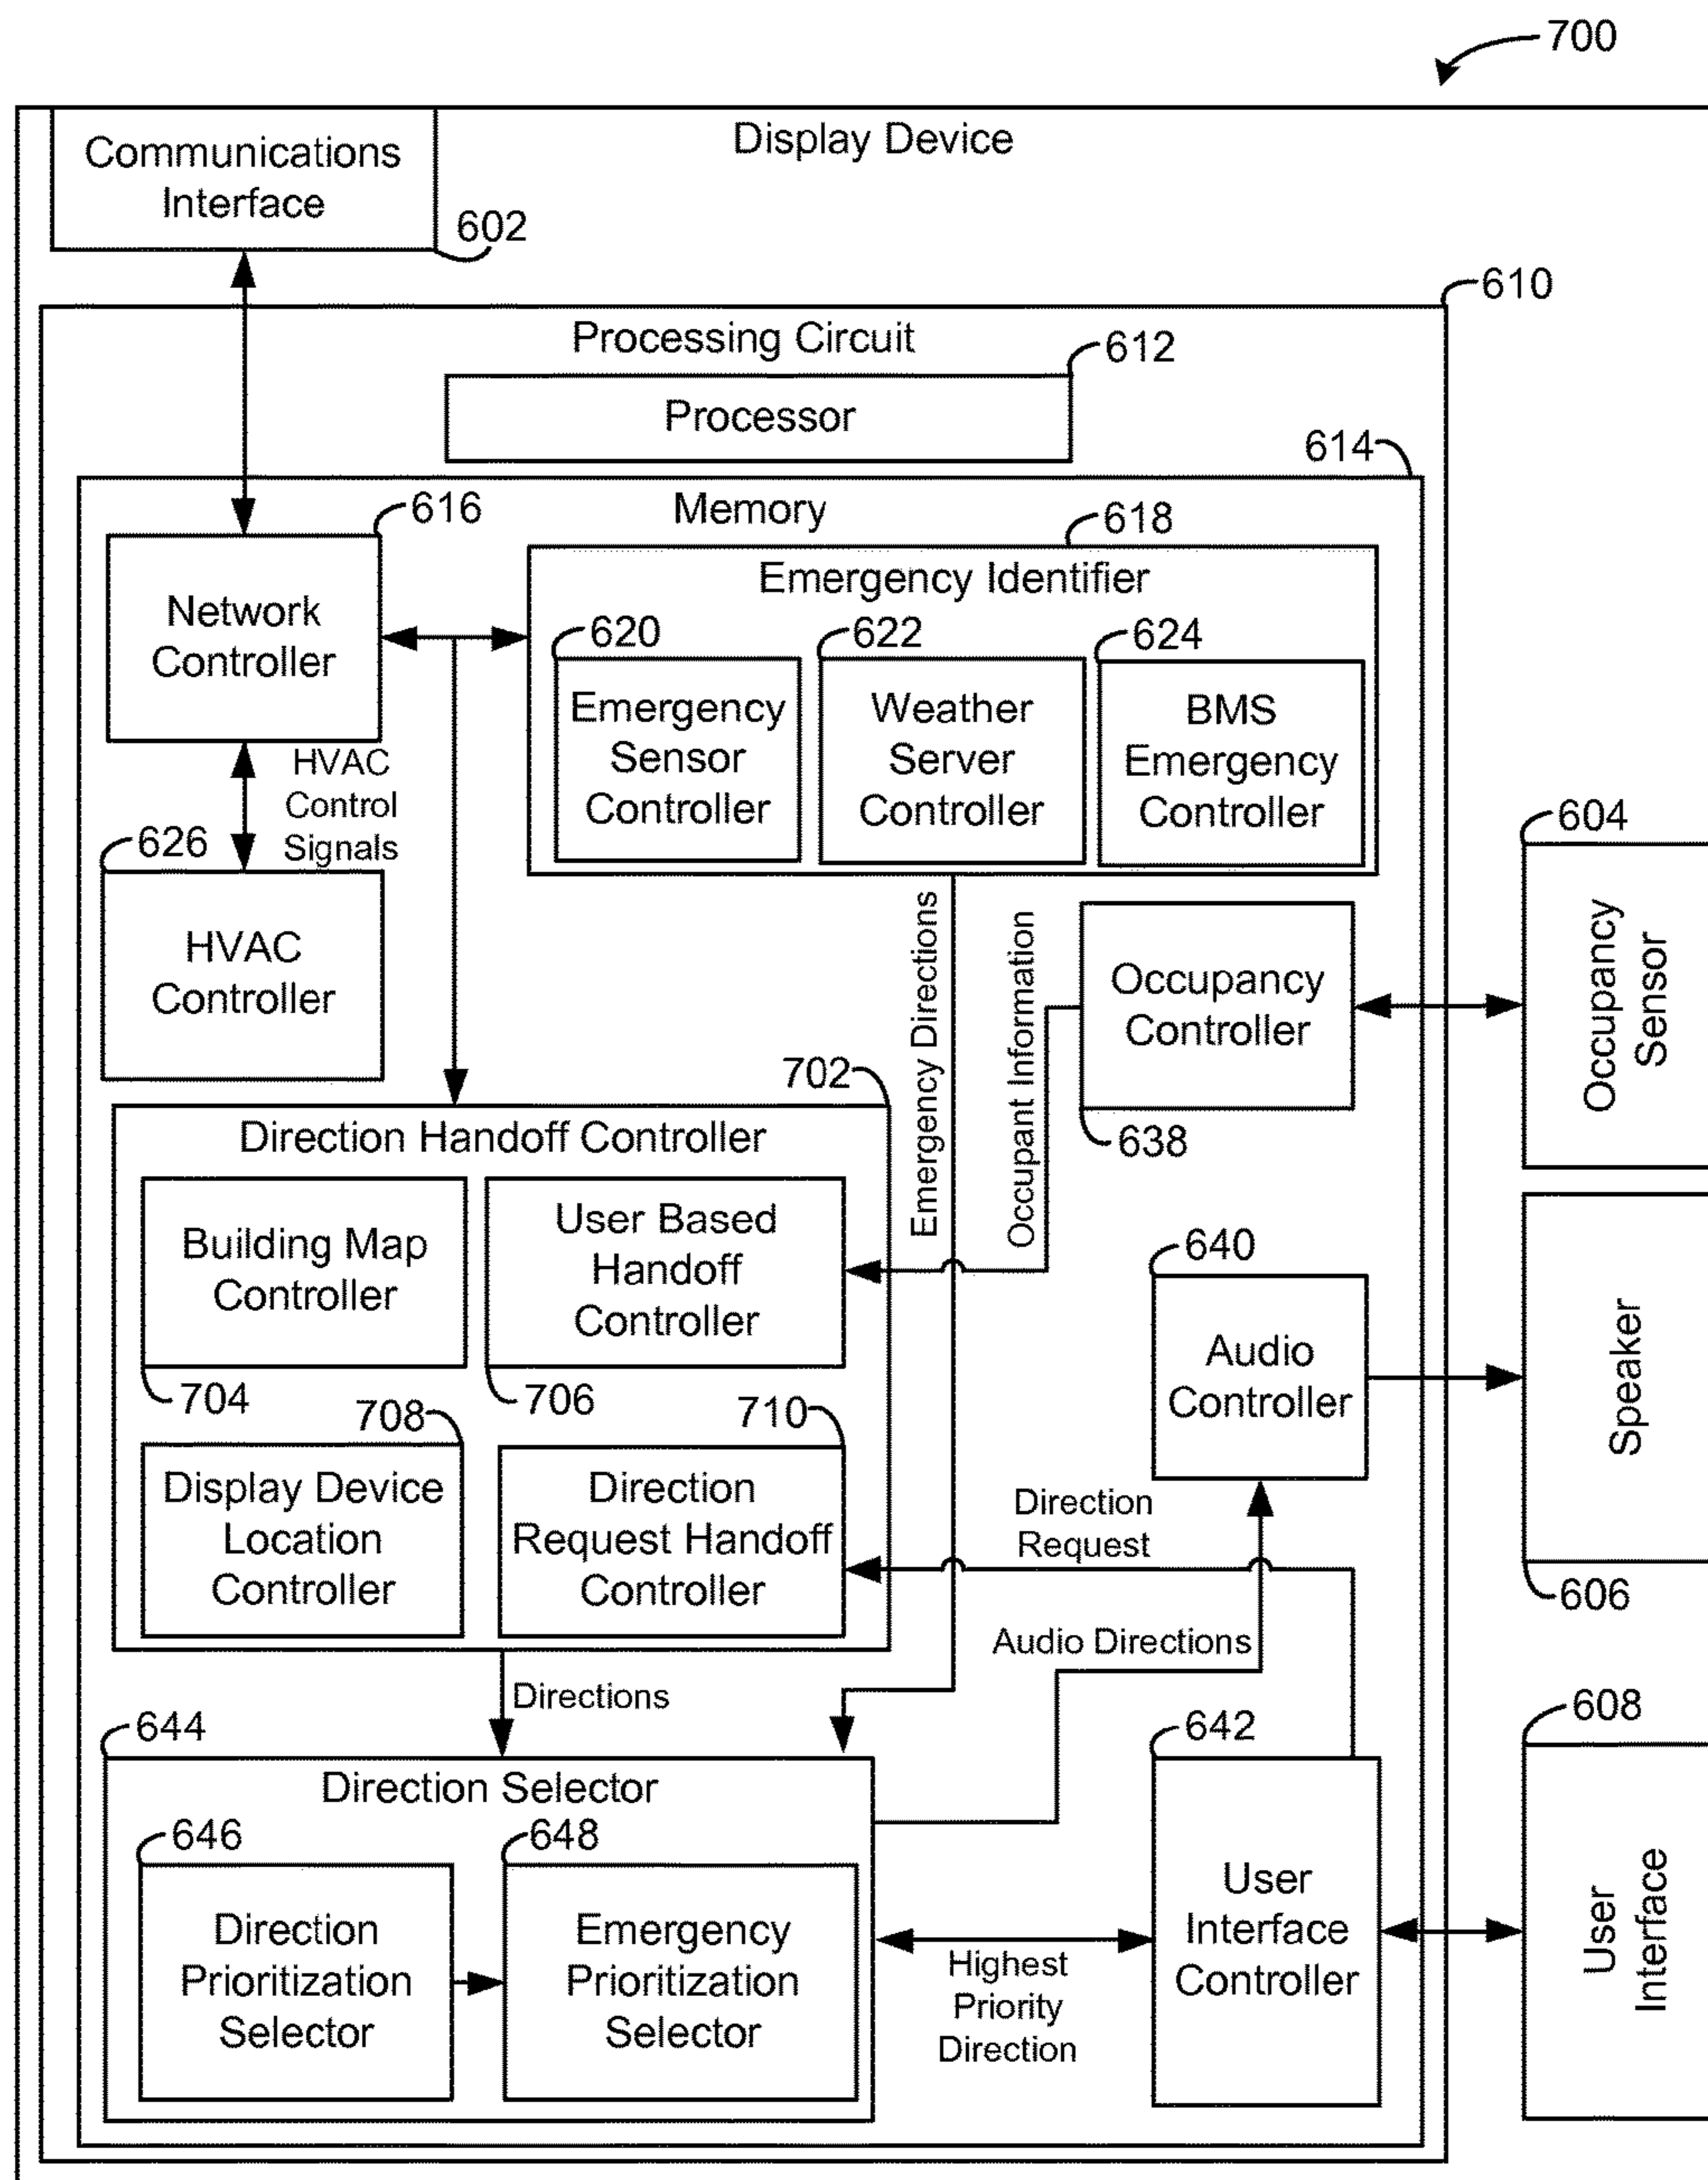 700
Display Device
Communications
Interface
602
610
Processing Circuit
612
Processor
614
Memory
616
Network
Controller
618
Emergency Identifier
620
Emergency
Sensor
Controller
622
Weather
Server
Controller
624
BMS
Emergency
Controller
HVAC
Control
Signals
626
HVAC
Controller
Emergency Directions
Occupant Information
Occupancy
Controller
638
604
Occupancy
Sensor
702
Direction Handoff Controller
Building Map
Controller
704
User Based
Handoff
Controller
706
708
Display Device
Location
Controller
710
Direction
Request Handoff
Controller
640
Audio
Controller
Speaker
606
Direction
Request
Audio Directions
Directions
644
Direction Selector
646
Direction
Prioritization
Selector
648
Emergency
Prioritization
Selector
Highest
Priority
Direction
642
User
Interface
Controller
608
User
Interface